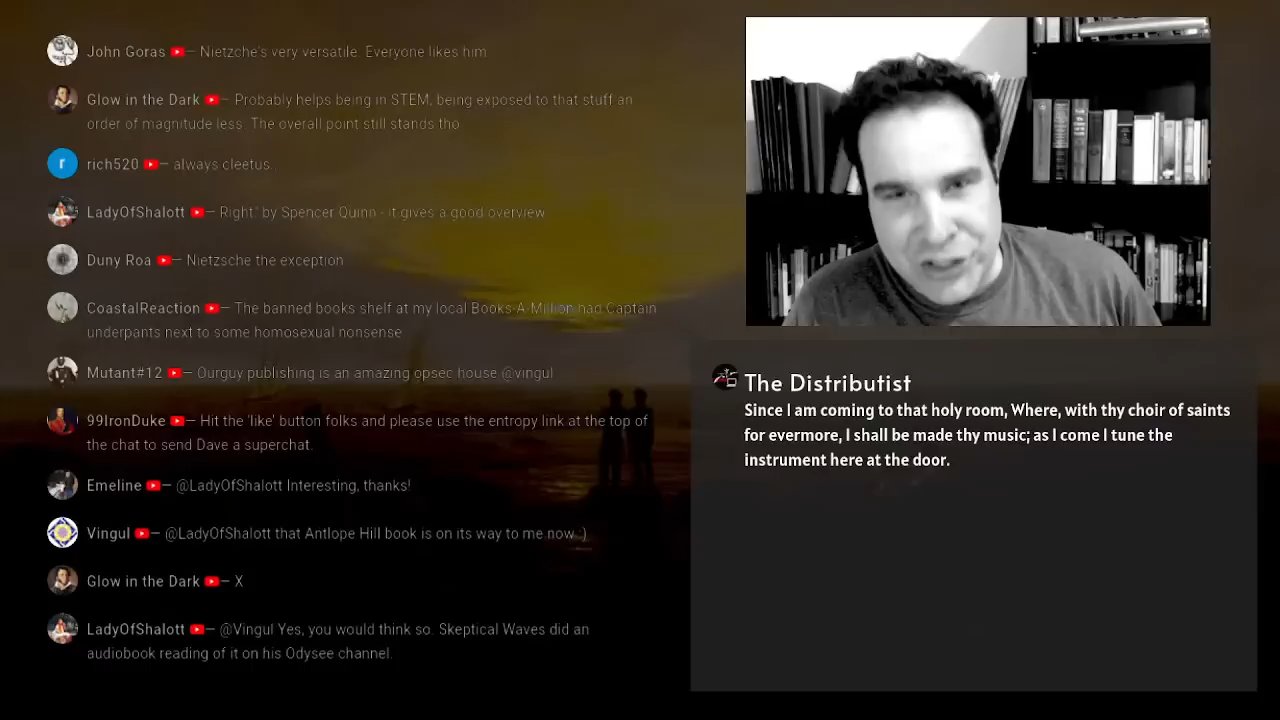 John Goras — Nietzche's very versatile. Everyone likes him
Glow in the Dark — Probably helps being in STEM, being exposed to that stuff an
order of magnitude less. The overall point still stands tho
r rich520 — always cleetus..
LadyOfShalott — Right" by Spencer Quinn - it gives a good overview
Duny Roa — Nietzsche the exception
CoastalReaction — The banned books shelf at my local Books-A-Million had Captain
underpants next to some homosexual nonsense
Mutant#12 — Ourguy publishing is an amazing opsec house @vingul
99IronDuke — Hit the 'like' button folks and please use the entropy link at the top of
the chat to send Dave a superchat.
Emeline — @LadyOfShalott Interesting, thanks!
Vingul — @LadyOfShalott that Antlope Hill book is on its way to me now :)
Glow in the Dark — X
LadyOfShalott — @Vingul Yes, you would think so. Skeptical Waves did an
audiobook reading of it on his Odysee channel.
The Distributist
Since I am coming to that holy room, Where, with thy choir of saints
for evermore, I shall be made thy music; as I come I tune the
instrument here at the door.